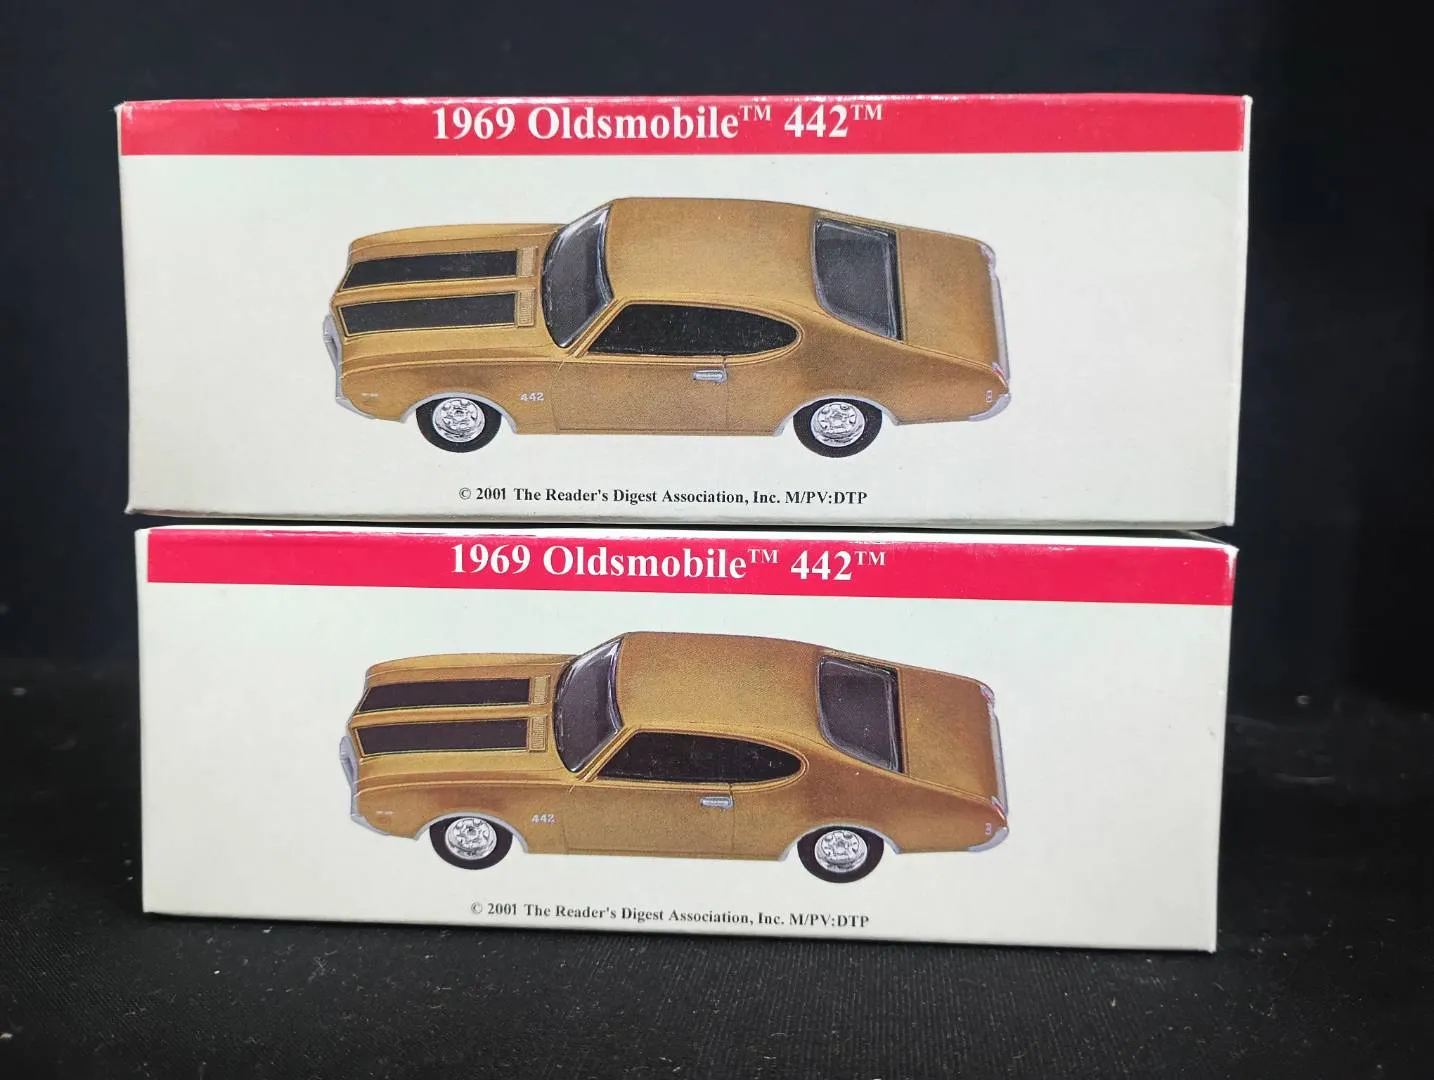 1969 Oldsmobile™ 442™
442
© 2001 The Reader's Digest Association, Inc. M/PV:DTP
1969 Oldsmobile™ 442™
442
© 2001 The Reader's Digest Association, Inc. M/PV:DTP